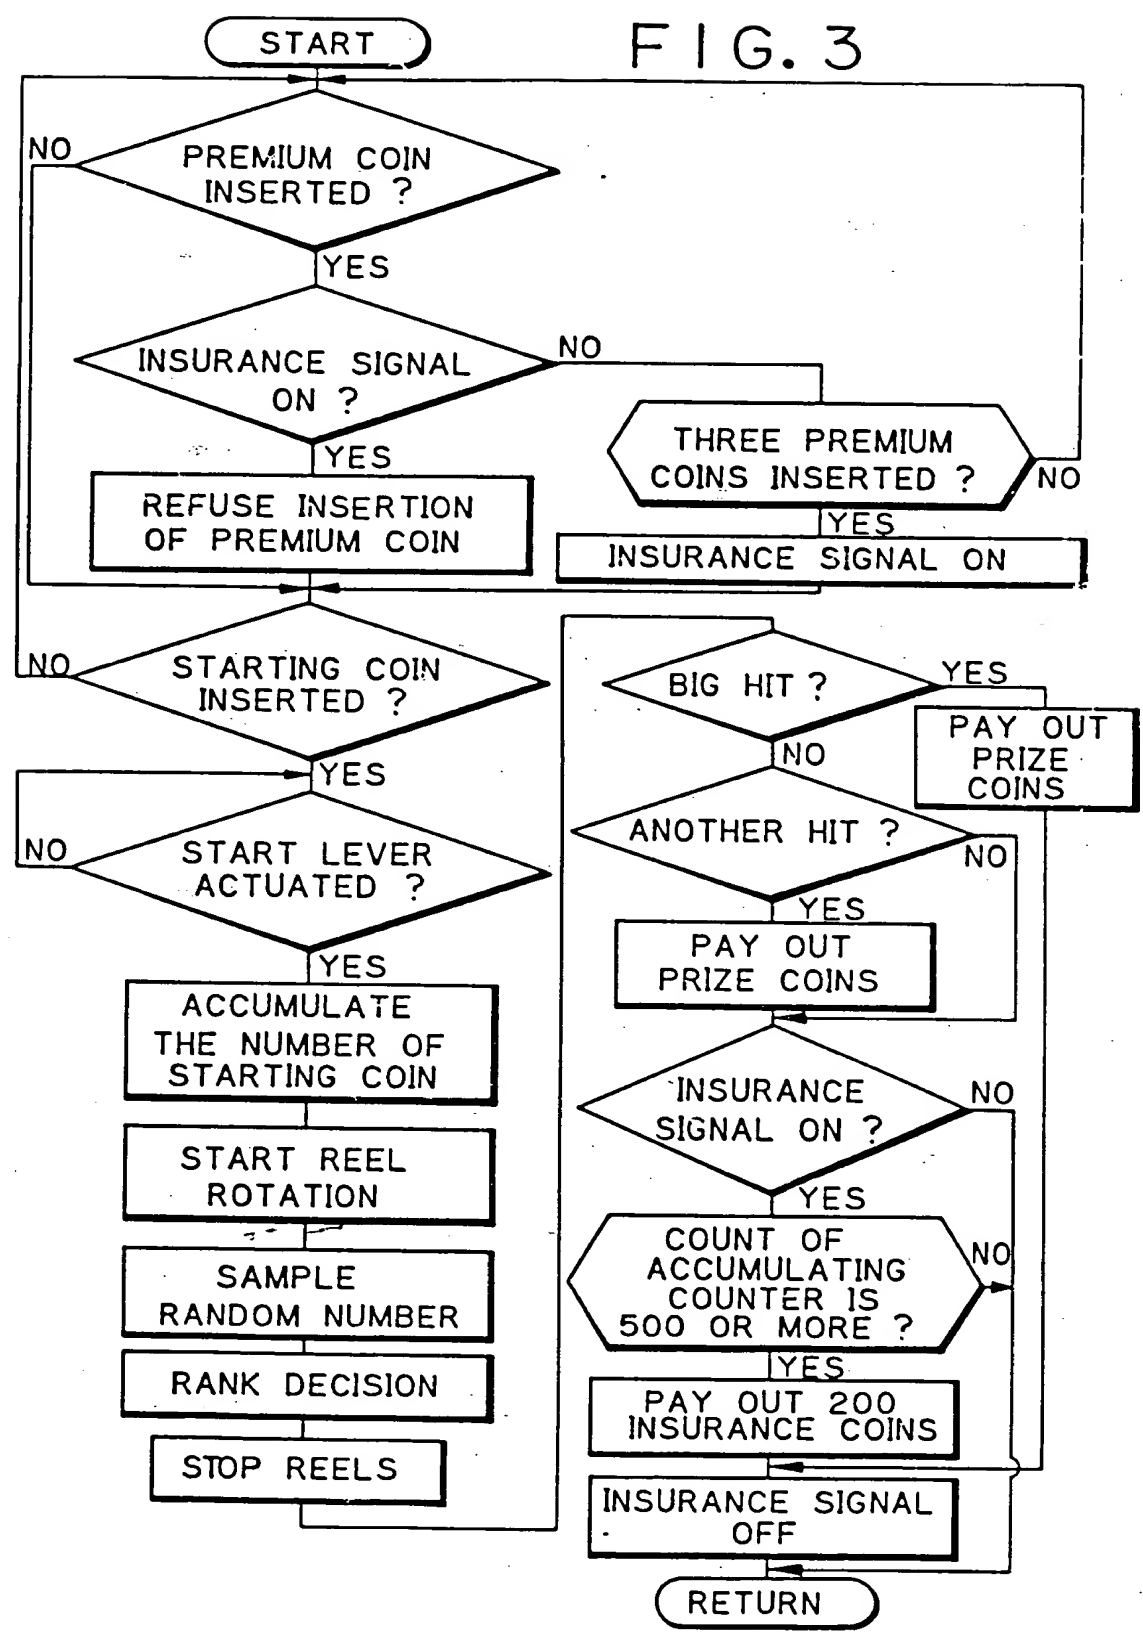 FIG. 3
START
PREMIUM COIN
INSERTED ?
NO
YES
INSURANCE SIGNAL
ON ?
NO
YES
THREE PREMIUM
COINS INSERTED ?
NO
YES
REFUSE INSERTION
OF PREMIUM COIN
INSURANCE SIGNAL ON
STARTING COIN
INSERTED ?
NO
YES
START LEVER
ACTUATED ?
NO
YES
ACCUMULATE
THE NUMBER OF
STARTING COIN
START REEL
ROTATION
SAMPLE
RANDOM NUMBER
RANK DECISION
STOP REELS
BIG HIT ?
YES
NO
PAY OUT
PRIZE
COINS
ANOTHER HIT ?
NO
YES
PAY OUT
PRIZE COINS
INSURANCE
SIGNAL ON ?
NO
YES
COUNT OF
ACCUMULATING
COUNTER IS
500 OR MORE ?
NO
YES
PAY OUT 200
INSURANCE COINS
INSURANCE SIGNAL
OFF
RETURN